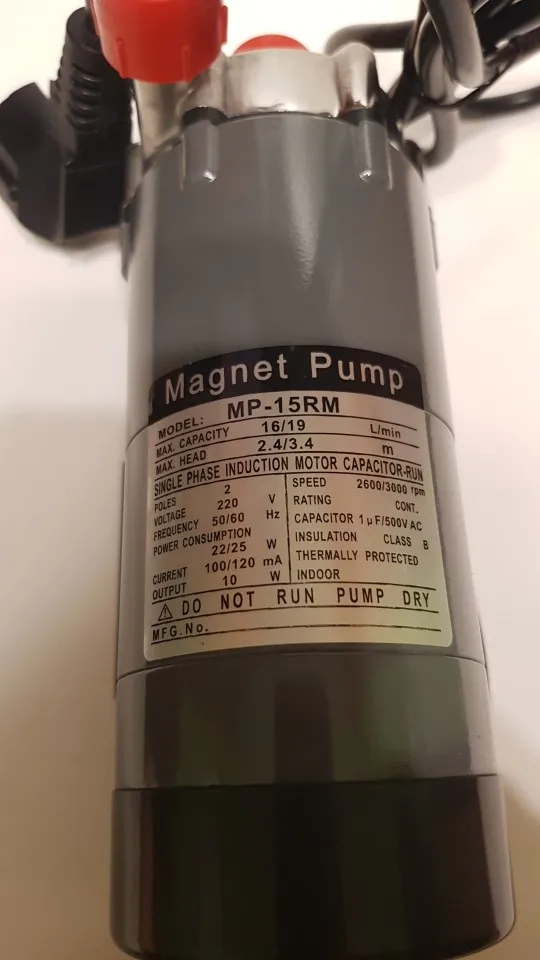 Magnet Pump
MODEL: MP-15RM
MAX. CAPACITY 16/19 L/min
MAX. HEAD 2.4/3.4 m
SINGLE PHASE INDUCTION MOTOR CAPACITOR-RUN
POLES 2
VOLTAGE 220 V
FREQUENCY 50/60 Hz
POWER CONSUMPTION
22/25 W
CURRENT 100/120 mA
OUTPUT 10 W
SPEED 2600/3000 rpm
RATING CONT.
CAPACITOR 1μF/500V AC
INSULATION CLASS B
THERMALLY PROTECTED
INDOOR
⚠ DO NOT RUN PUMP DRY
MFG.No.